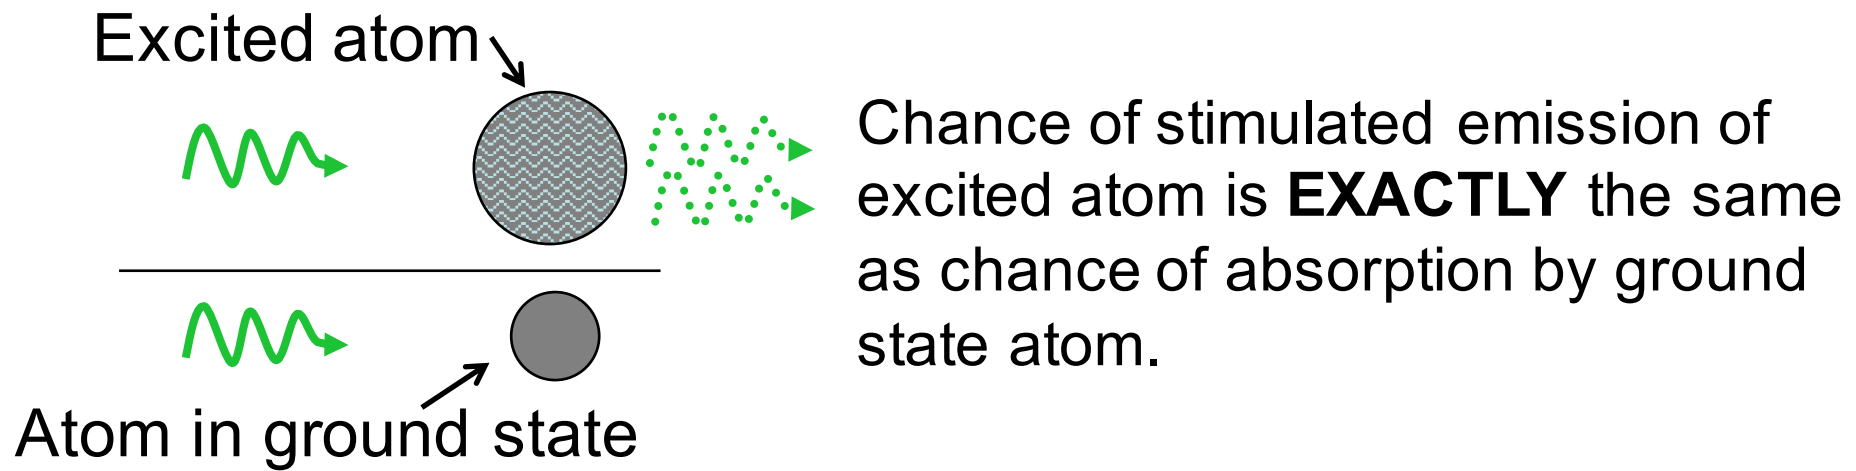 Excited atom
Chance of stimulated emission of
excited atom is EXACTLY the same
as chance of absorption by ground
state atom.
Atom in ground state